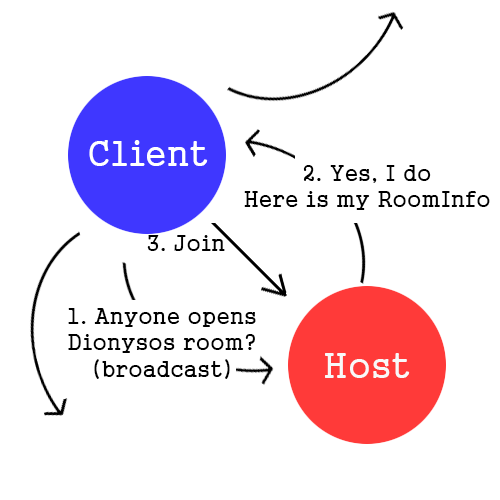 Client
2. Yes, I do
Here is my RoomInfo
3. Join
1. Anyone opens
Dionysos room?
(broadcast)
Host